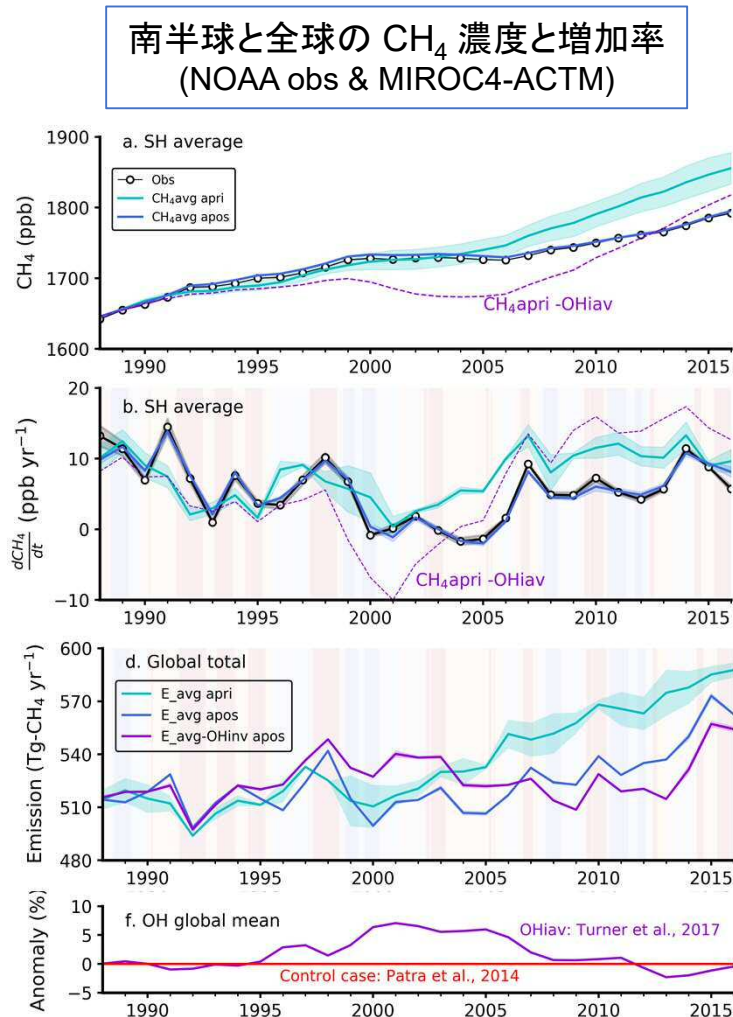 南半球と全球の CH₄ 濃度と増加率
(NOAA obs & MIROC4-ACTM)
a. SH average
Obs
CH₄avg apri
CH₄avg apos
CH₄ (ppb)
1900
1800
1700
1600
CH₄apri -OHiav
1990 1995 2000 2005 2010 2015
b. SH average
dCH₄/dt (ppb yr⁻¹)
20
10
0
−10
CH₄apri -OHiav
1990 1995 2000 2005 2010 2015
d. Global total
E_avg apri
E_avg apos
E_avg-OHinv apos
Emission (Tg-CH₄ yr⁻¹)
600
570
540
510
480
1990 1995 2000 2005 2010 2015
f. OH global mean
Anomaly (%)
10
5
0
−5
OHiav: Turner et al., 2017
Control case: Patra et al., 2014
1990 1995 2000 2005 2010 2015